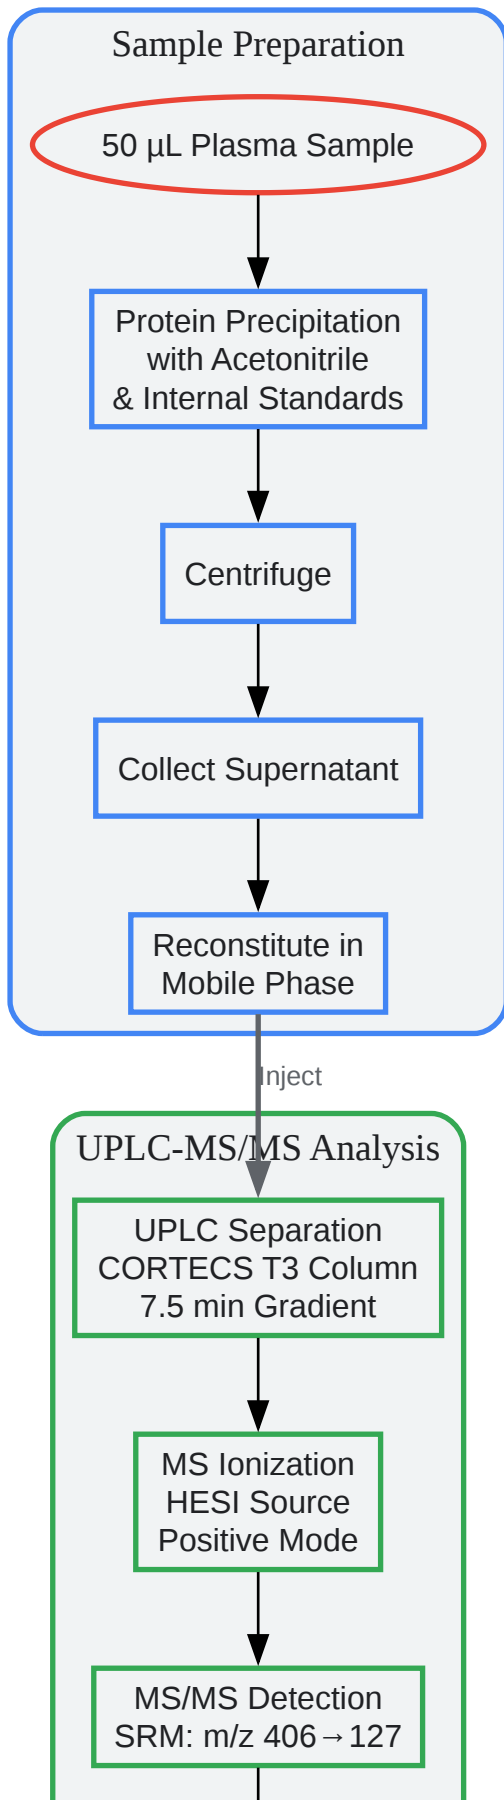 Sample Preparation
50 µL Plasma Sample
Protein Precipitation
with Acetonitrile
& Internal Standards
Centrifuge
Collect Supernatant
Reconstitute in
Mobile Phase
Inject
UPLC-MS/MS Analysis
UPLC Separation
CORTECS T3 Column
7.5 min Gradient
MS Ionization
HESI Source
Positive Mode
MS/MS Detection
SRM: m/z 406→127